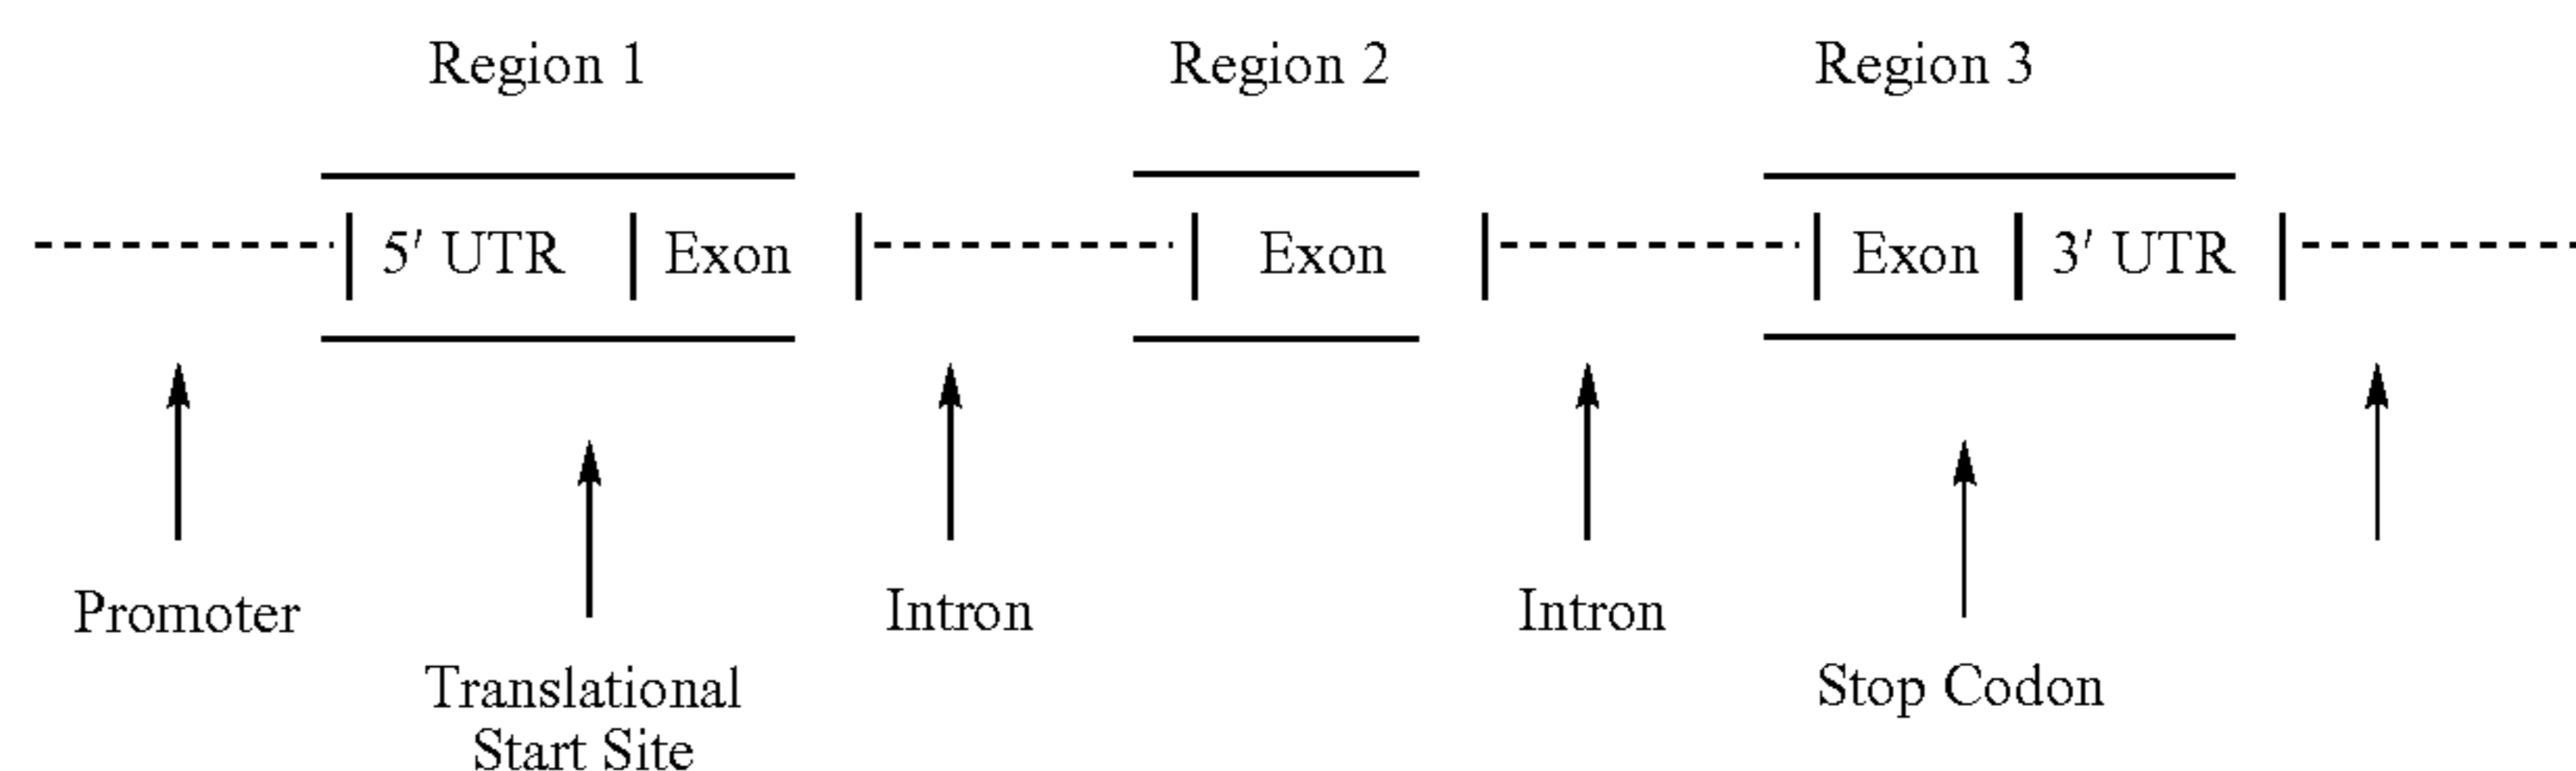 Region 1 Region 2 Region 3
5′ UTR Exon Exon Exon 3′ UTR
Promoter Intron Intron
Translational Stop Codon
Start Site